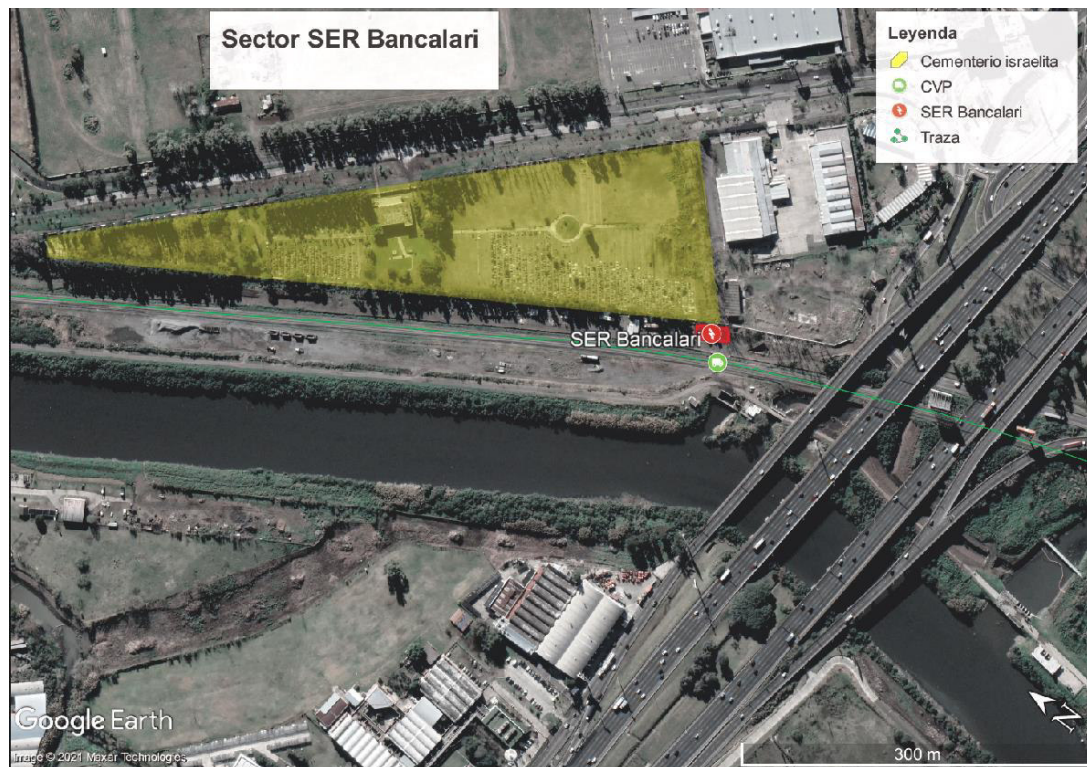 Sector SER Bancalari
Leyenda
Cementerio israelita
CVP
SER Bancalari
Traza
SER Bancalari
Google Earth
Image © 2021 Maxar Technologies
N
300 m